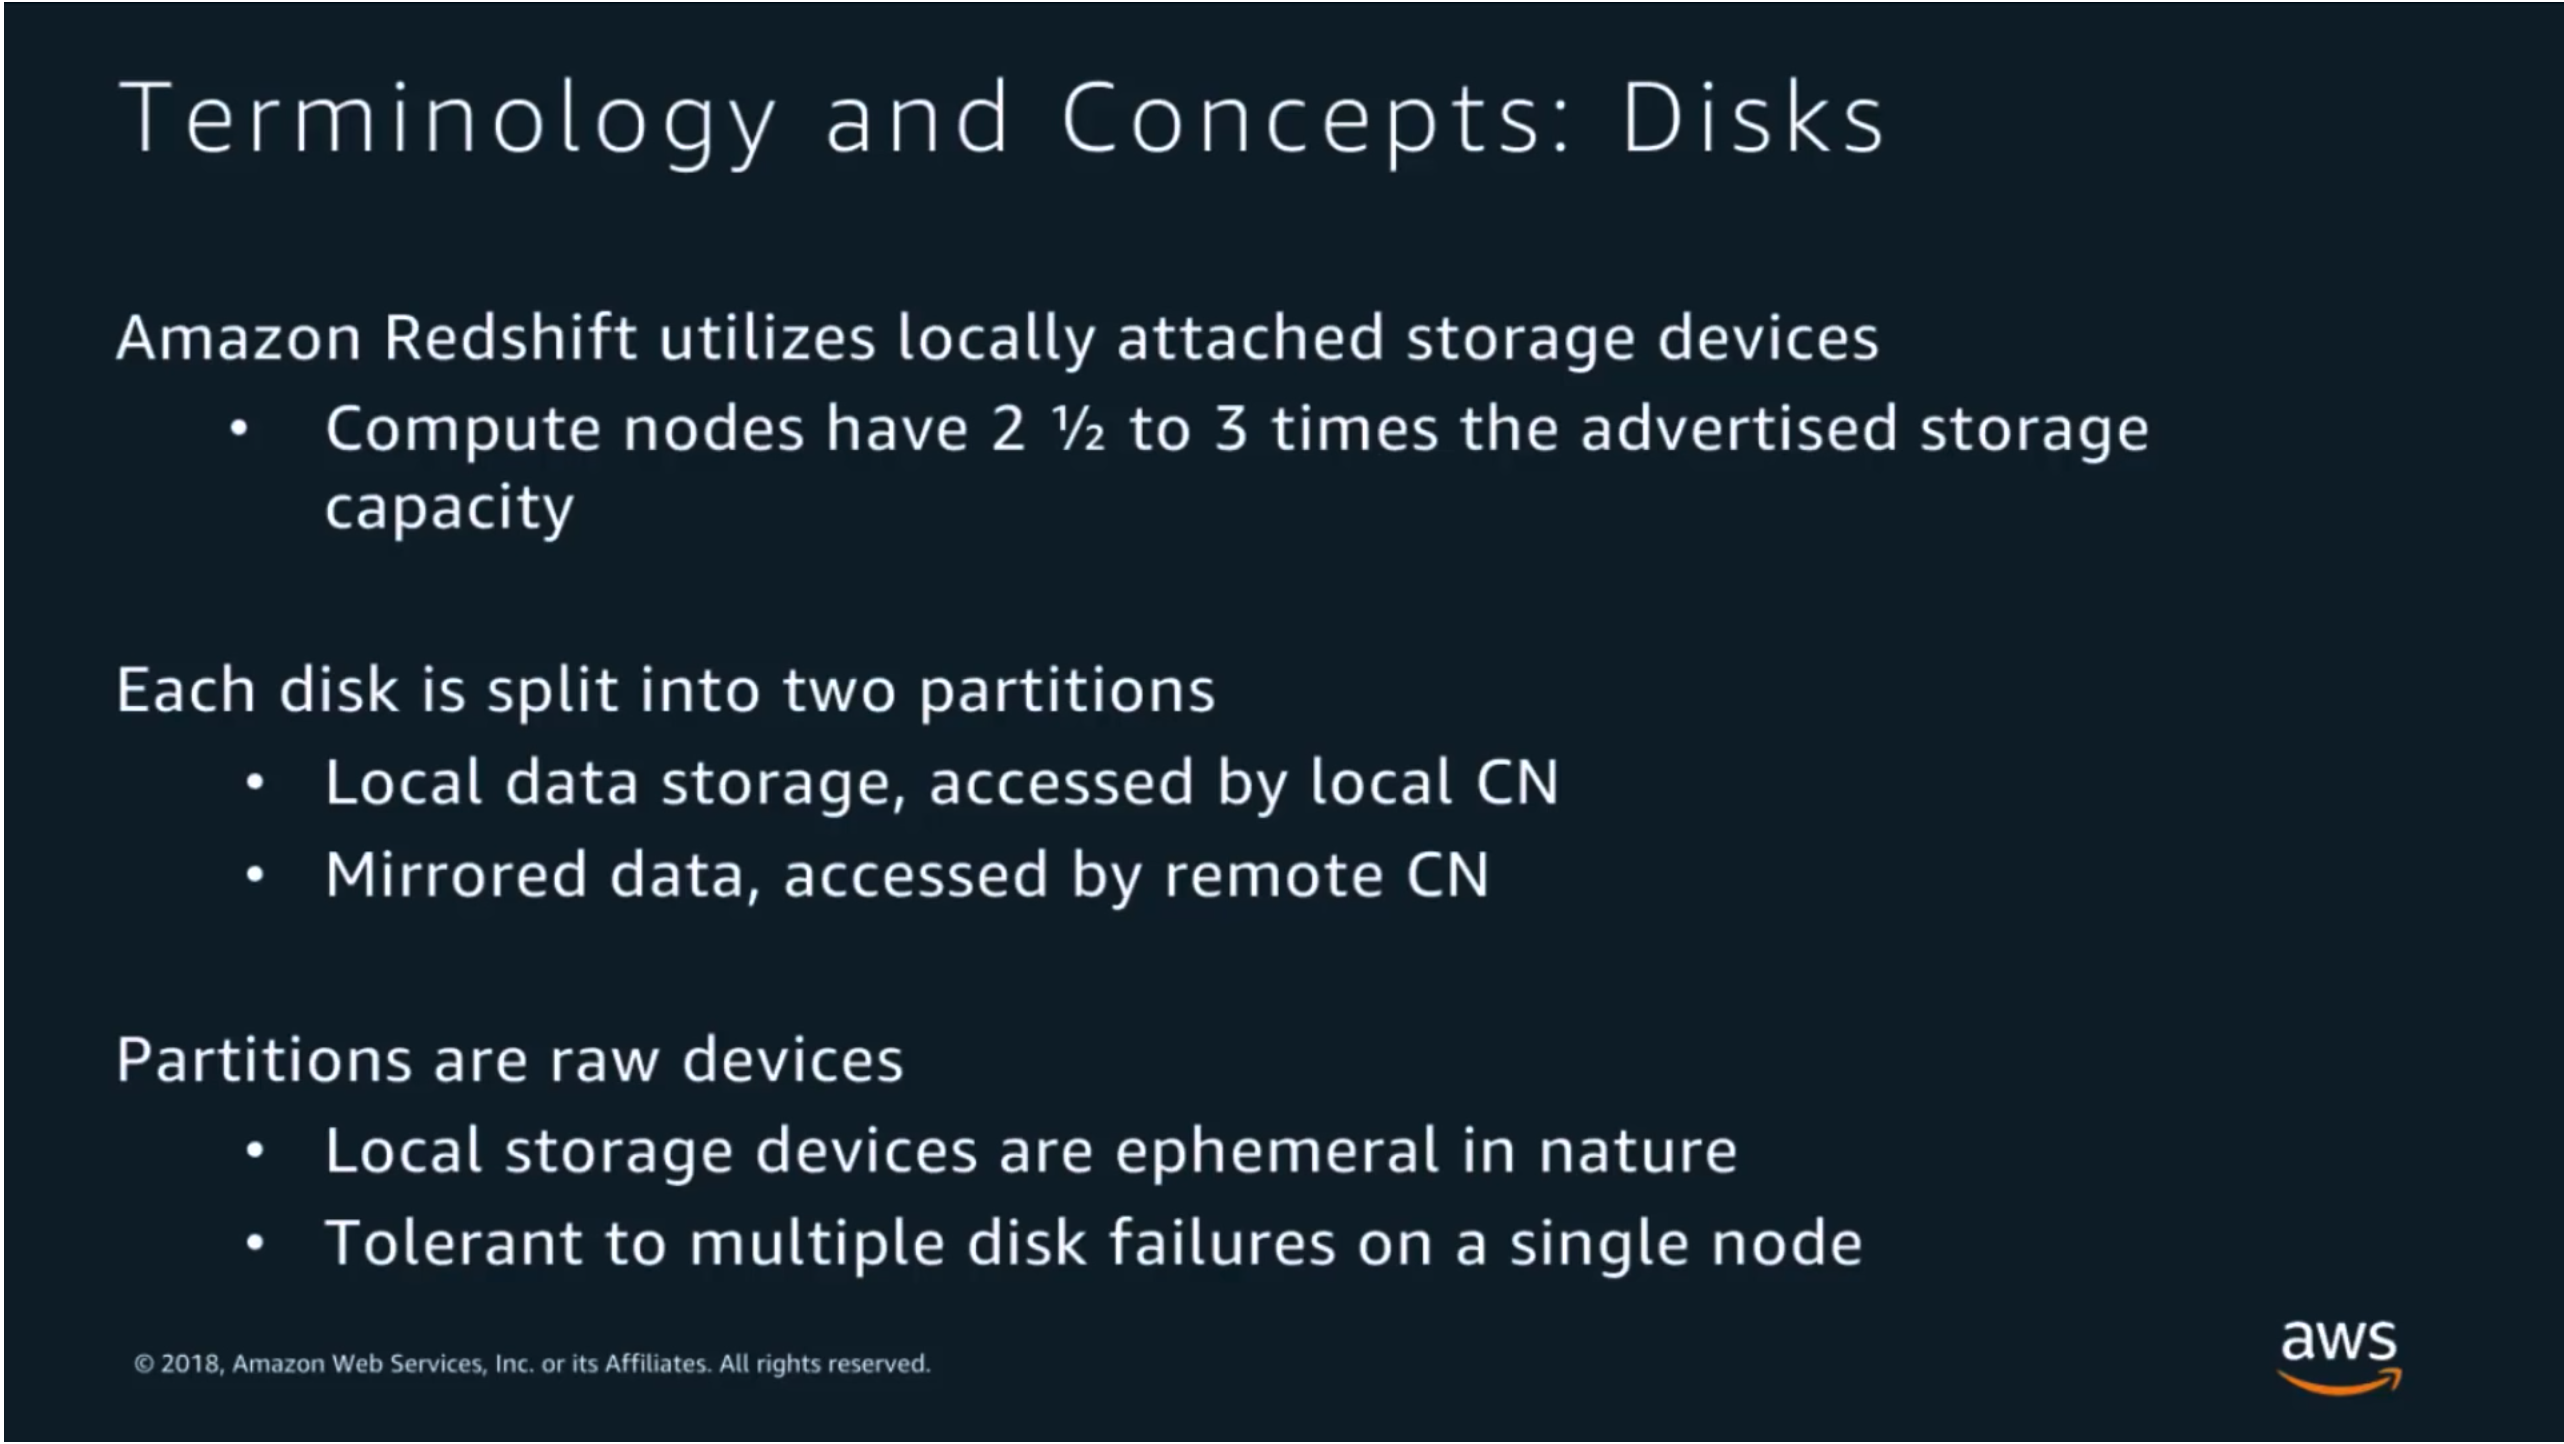 Terminology and Concepts: Disks
Amazon Redshift utilizes locally attached storage devices
• Compute nodes have 2 ½ to 3 times the advertised storage
capacity
Each disk is split into two partitions
• Local data storage, accessed by local CN
• Mirrored data, accessed by remote CN
Partitions are raw devices
• Local storage devices are ephemeral in nature
• Tolerant to multiple disk failures on a single node
© 2018, Amazon Web Services, Inc. or its Affiliates. All rights reserved.
aws